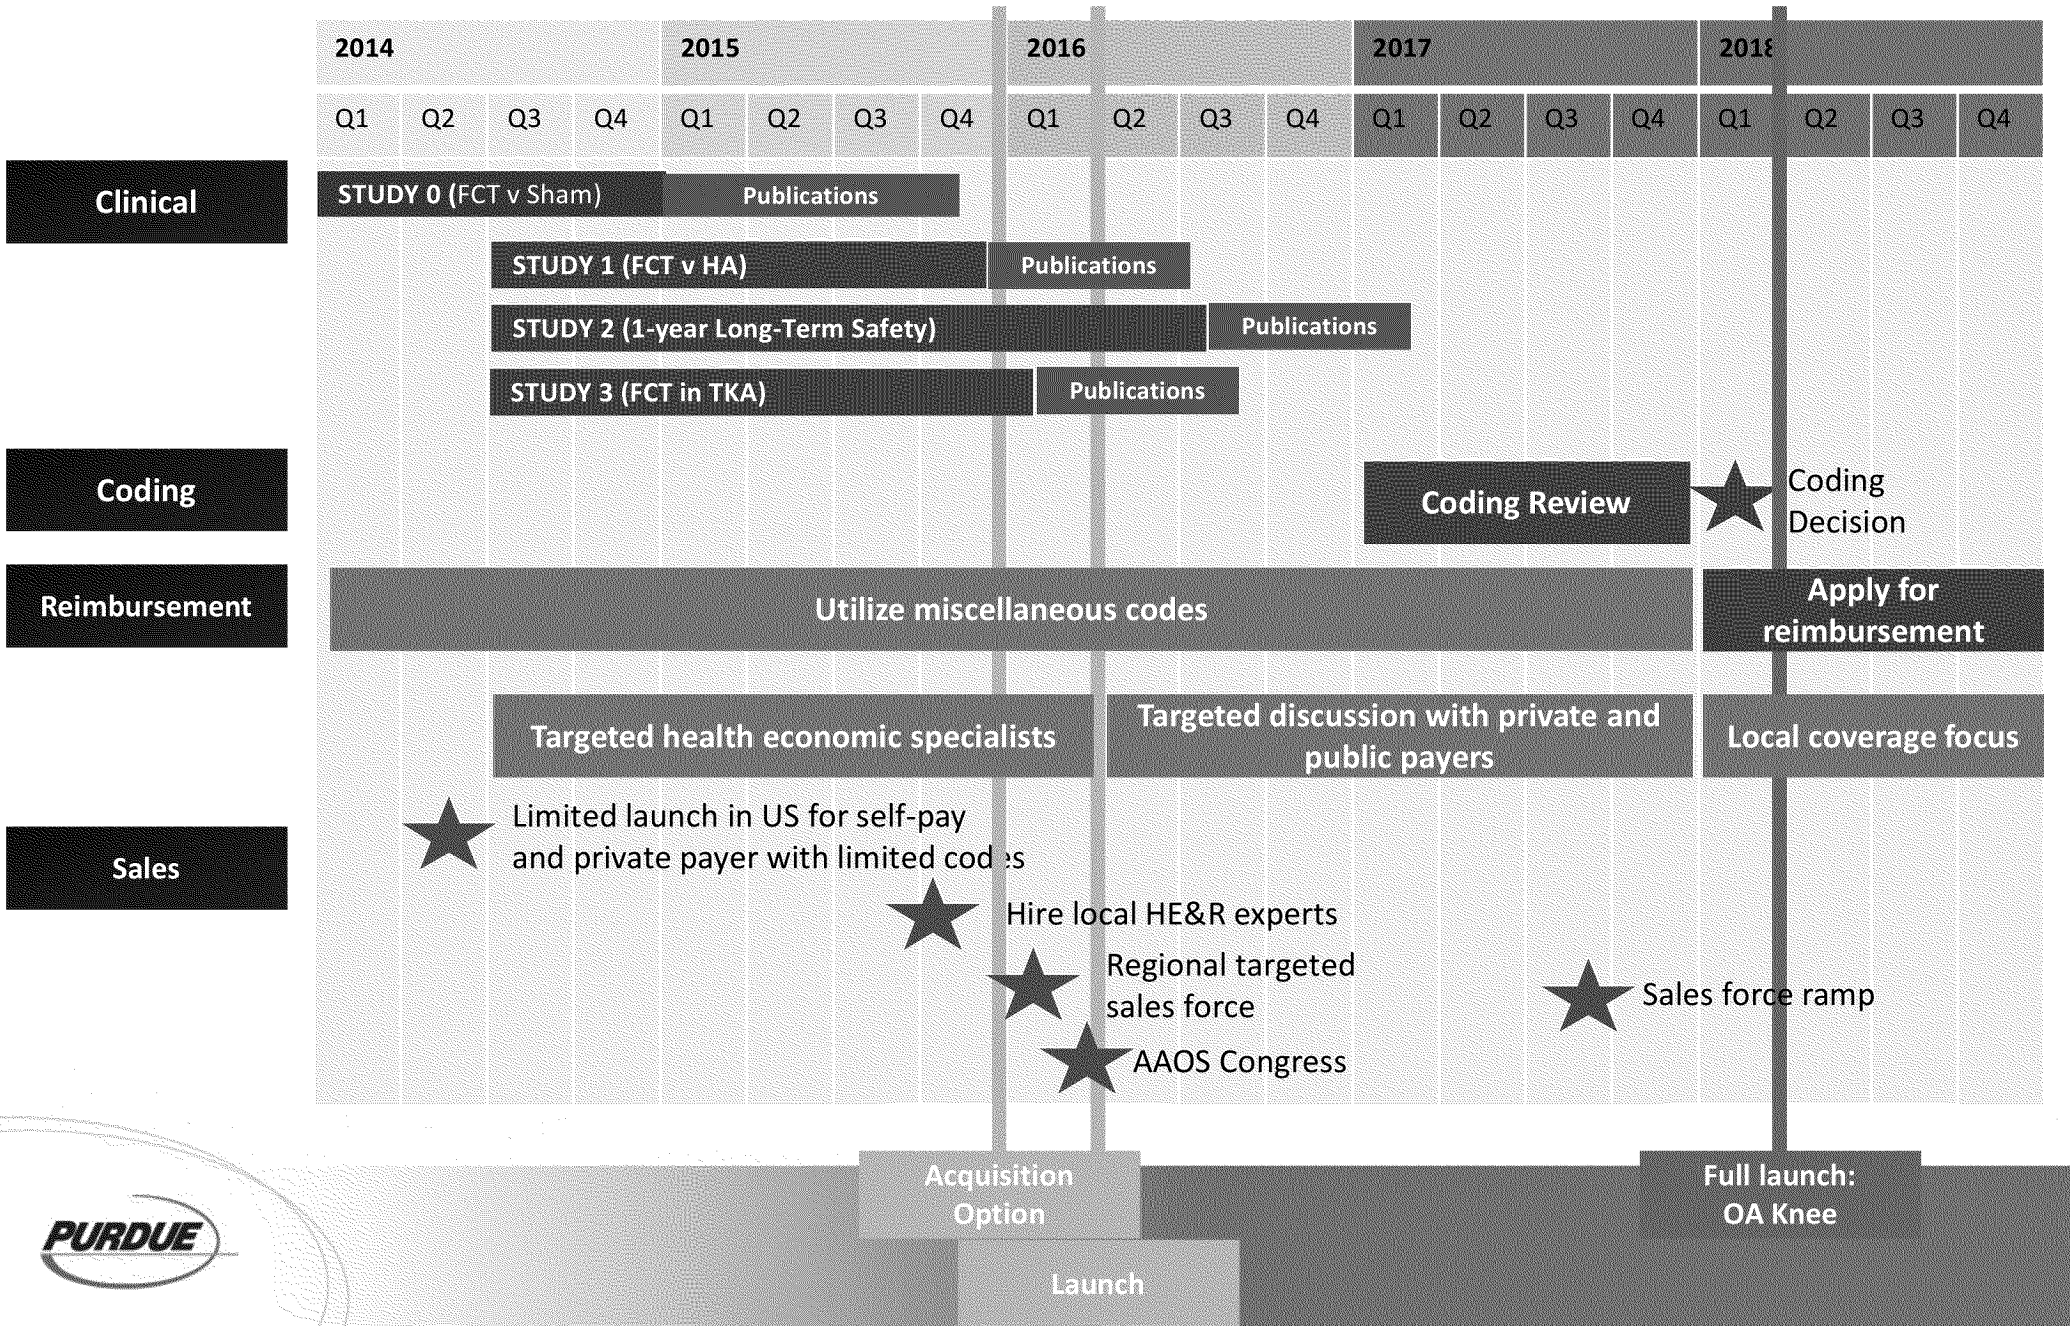 2014 2015 2016 2017 2018
Q1 Q2 Q3 Q4 Q1 Q2 Q3 Q4 Q1 Q2 Q3 Q4 Q1 Q2 Q3 Q4 Q1 Q2 Q3 Q4
Clinical
STUDY 0 (FCT v Sham) Publications
STUDY 1 (FCT v HA) Publications
STUDY 2 (1-year Long-Term Safety) Publications
STUDY 3 (FCT in TKA) Publications
Coding
Coding Review
Coding
Decision
Reimbursement
Utilize miscellaneous codes
Apply for
reimbursement
Targeted health economic specialists
Targeted discussion with private and
public payers
Local coverage focus
Sales
Limited launch in US for self-pay
and private payer with limited codes
Hire local HE&R experts
Regional targeted
sales force
Sales force ramp
AAOS Congress
Acquisition
Option
Full launch:
OA Knee
Launch
PURDUE